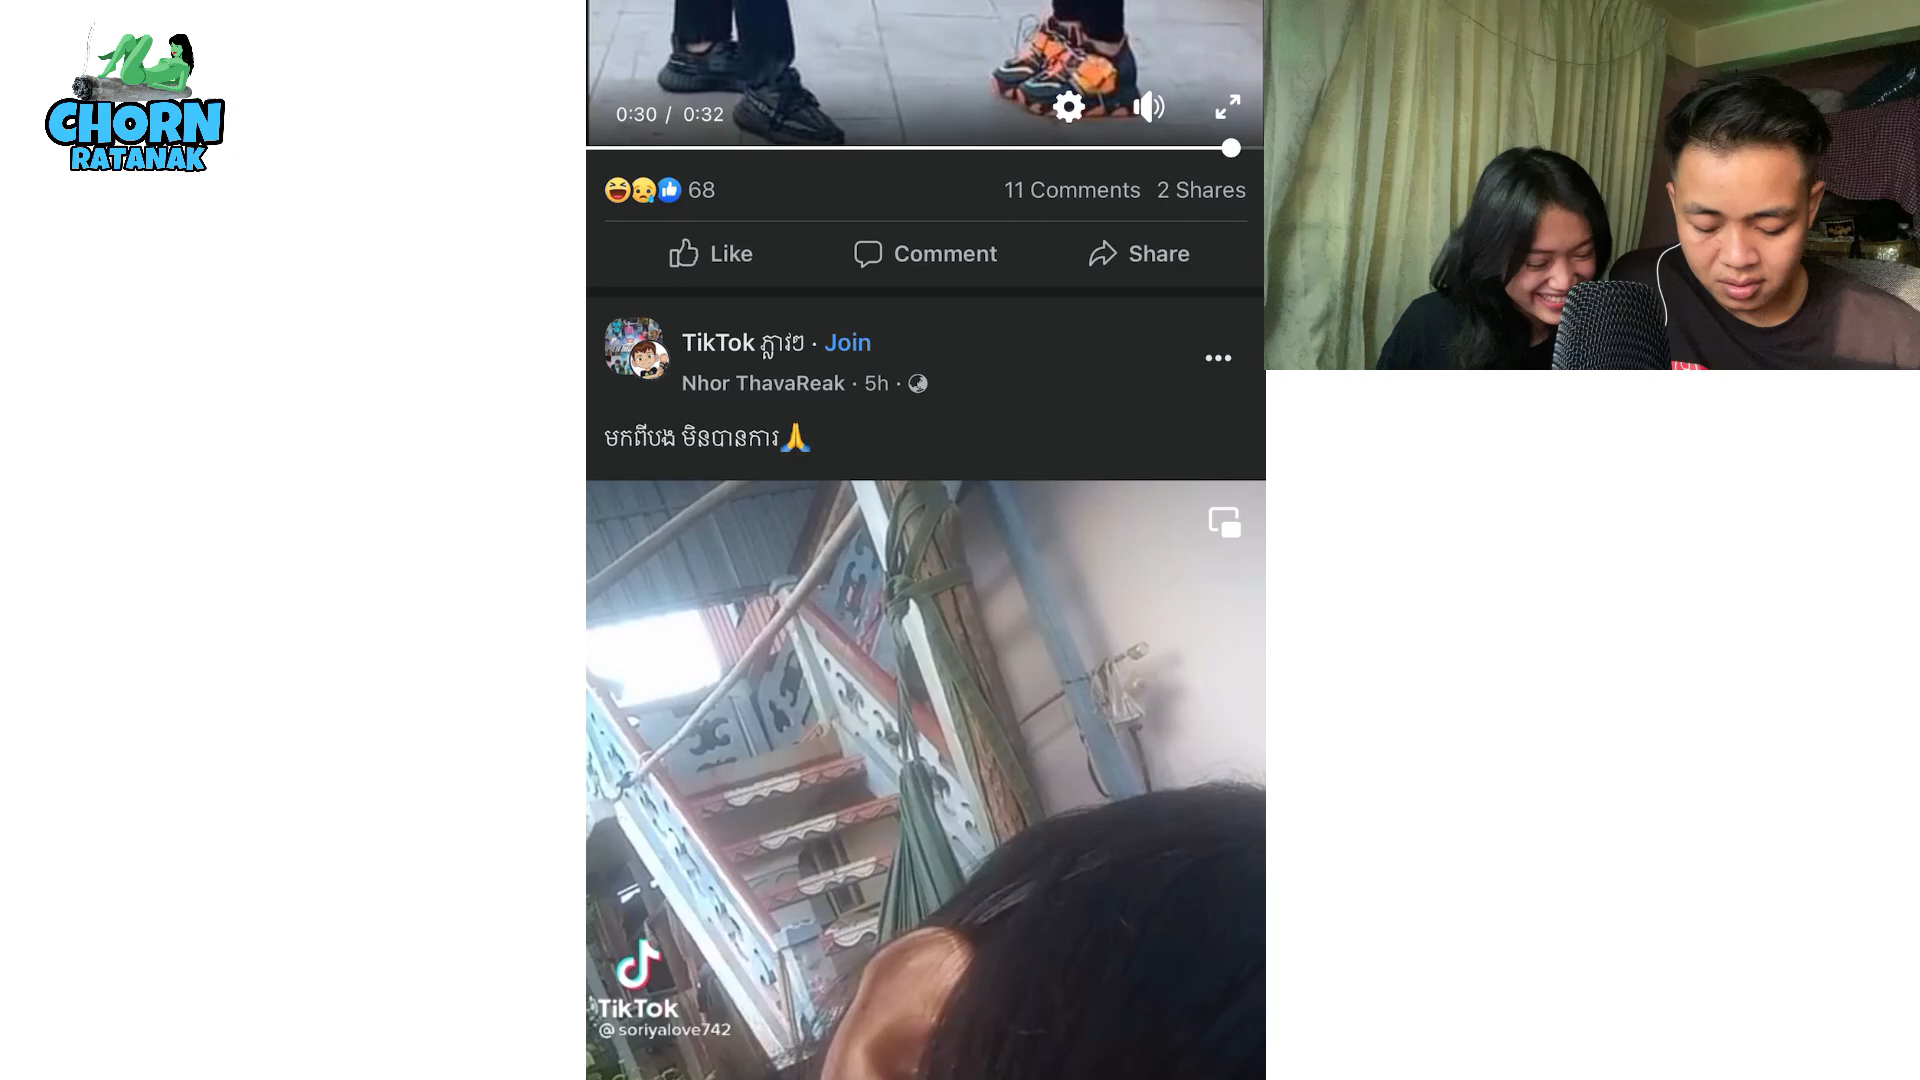 CHORN
RATANAK
0:30 / 0:32
68
11 Comments 2 Shares
Like Comment Share
TikTok ភ្លាវៗ · Join
Nhor ThavaReak · 5h ·
មកពីបង មិនបានការ🙏
TikTok
@soriyalove742